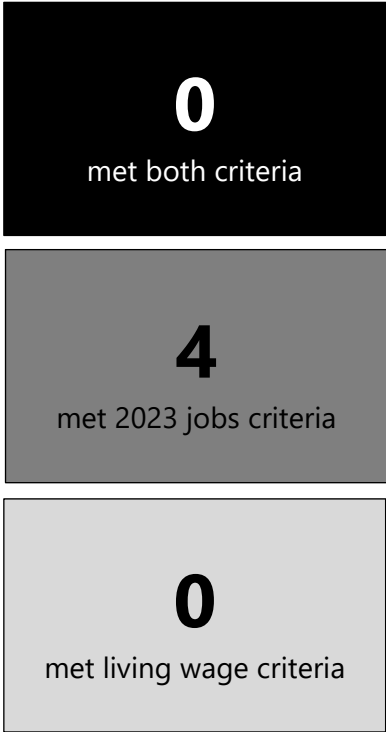 0
met both criteria
4
met 2023 jobs criteria
0
met living wage criteria